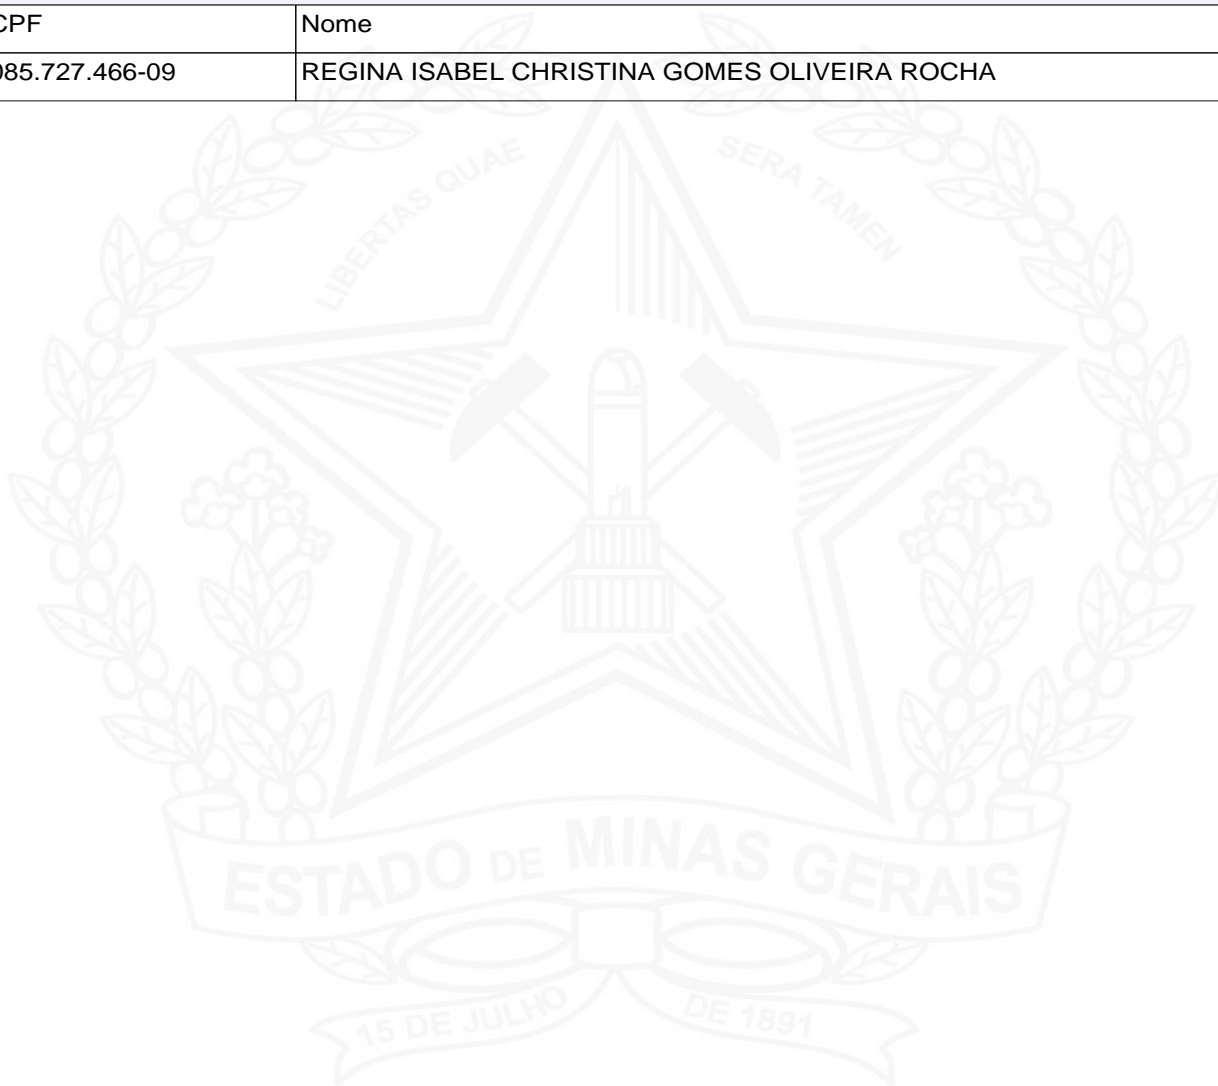 CPF Nome
085.727.466-09 REGINA ISABEL CHRISTINA GOMES OLIVEIRA ROCHA
LIBERTAS QUAE SERA TAMEN
ESTADO DE MINAS GERAIS
15 DE JULHO DE 1891